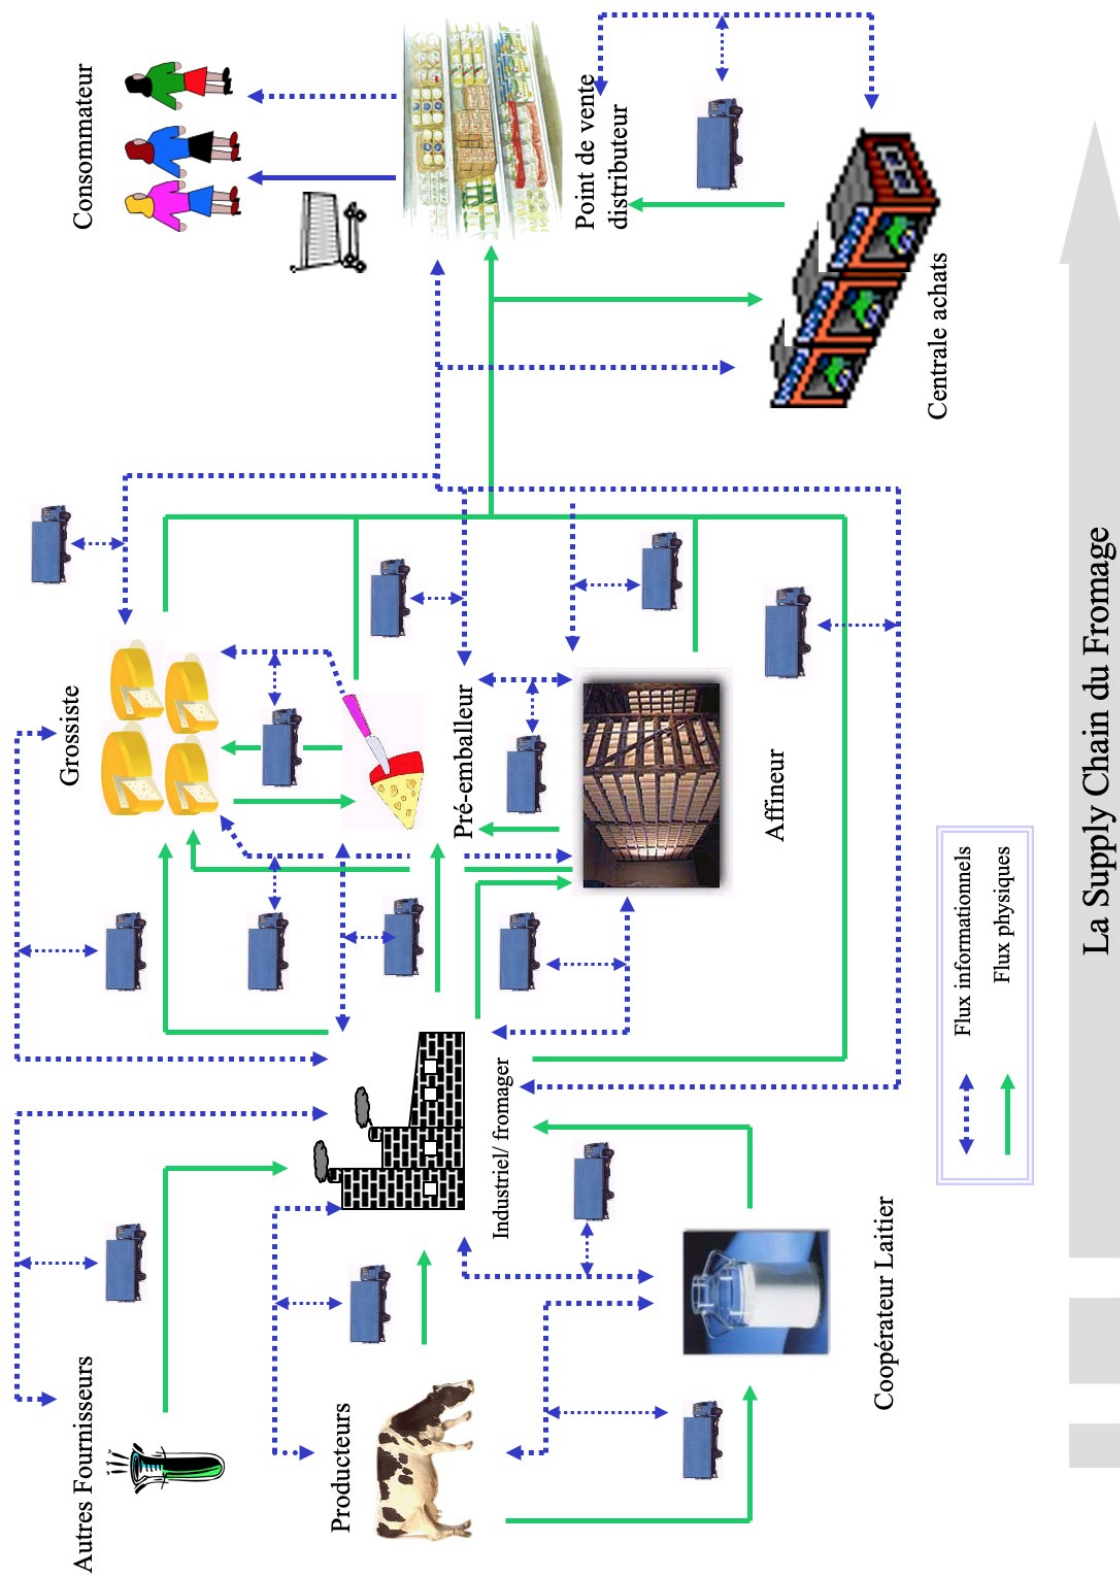 Autres Fournisseurs
Grossiste
Consommateur
Producteurs
Industriel/ fromager
Pré-emballeur
Point de vente
distributeur
Coopérateur Laitier
Affineur
Centrale achats
Flux informationnels
Flux physiques
La Supply Chain du Fromage